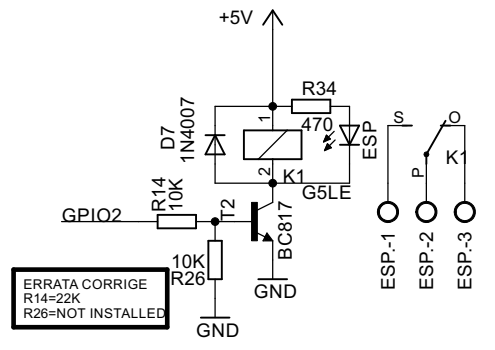 +5V
R34
470
D7
1N4007
1
2
K1
G5LE
ESP
S
O
P
K1
R14
10K
GPIO2
T2
BC817
10K
R26
GND
GND
ESP.-1
ESP.-2
ESP.-3
ERRATA CORRIGE
R14=22K
R26=NOT INSTALLED